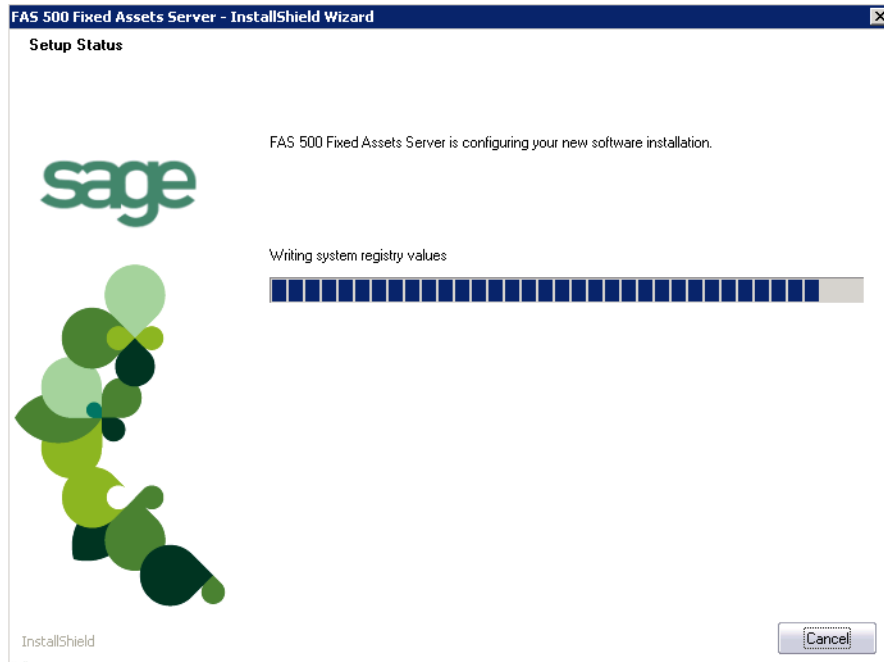 FAS 500 Fixed Assets Server - InstallShield Wizard
Setup Status
FAS 500 Fixed Assets Server is configuring your new software installation.
sage
Writing system registry values
InstallShield
Cancel